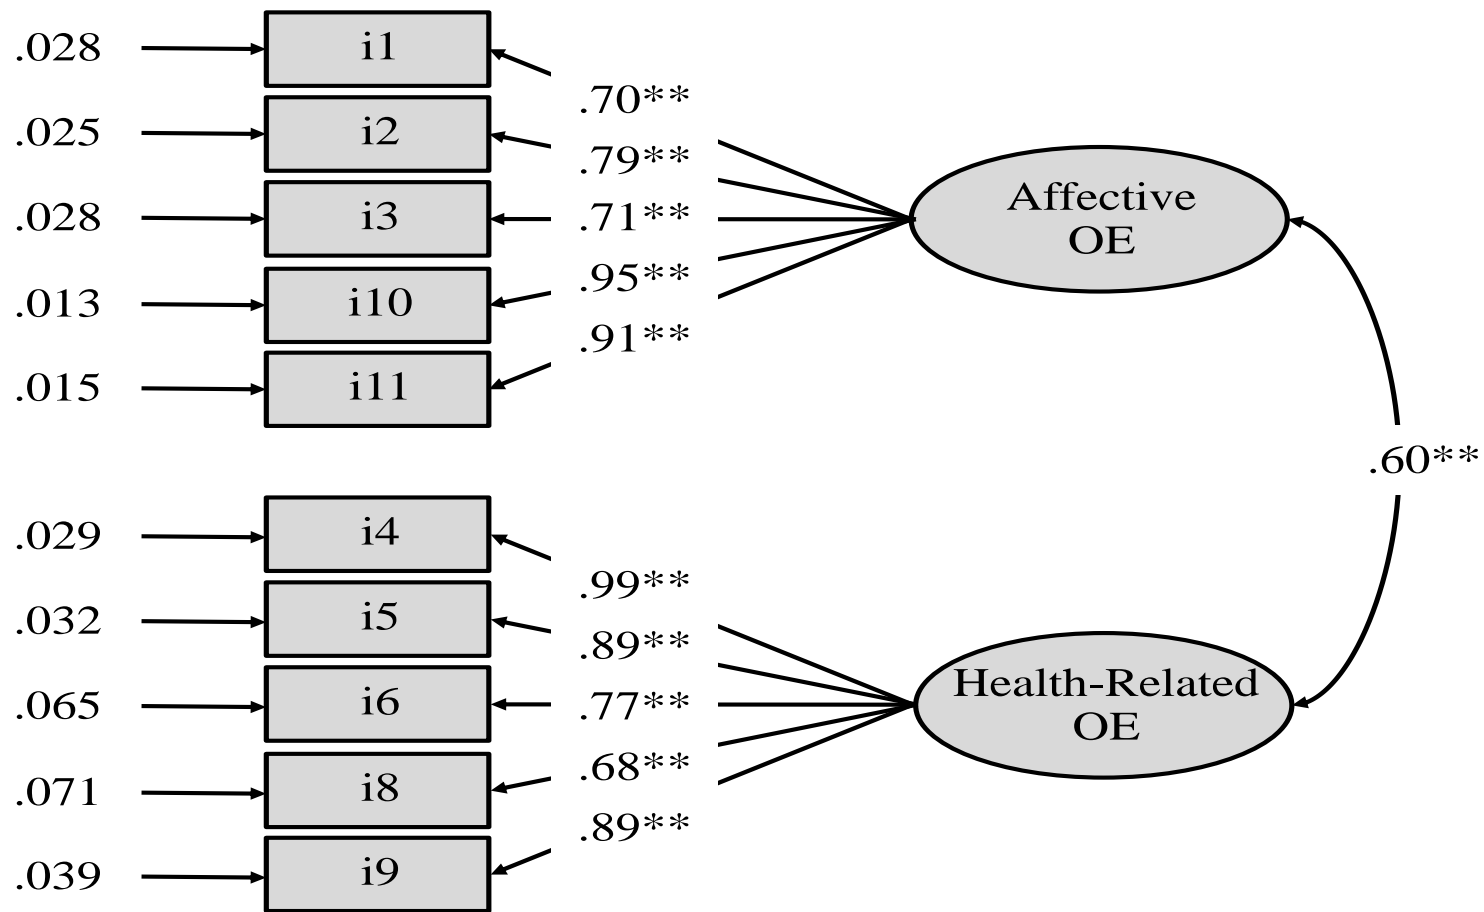 .028
i1
.70**
.025
i2
.79**
.028
i3
.71**
Affective
OE
.013
i10
.95**
.015
i11
.91**
.60**
.029
i4
.99**
.032
i5
.89**
.065
i6
.77**
Health-Related
OE
.071
i8
.68**
.039
i9
.89**